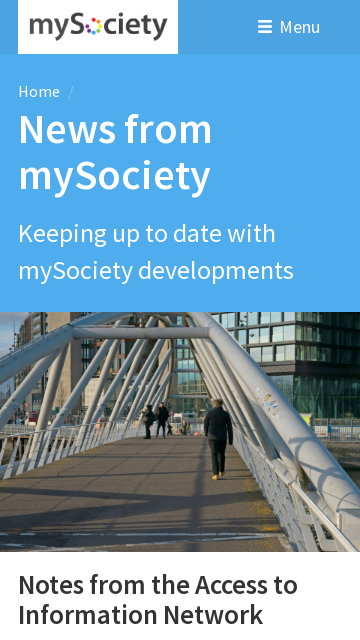 mySociety
Menu
Home /
News from
mySociety
Keeping up to date with
mySociety developments
Notes from the Access to
Information Network